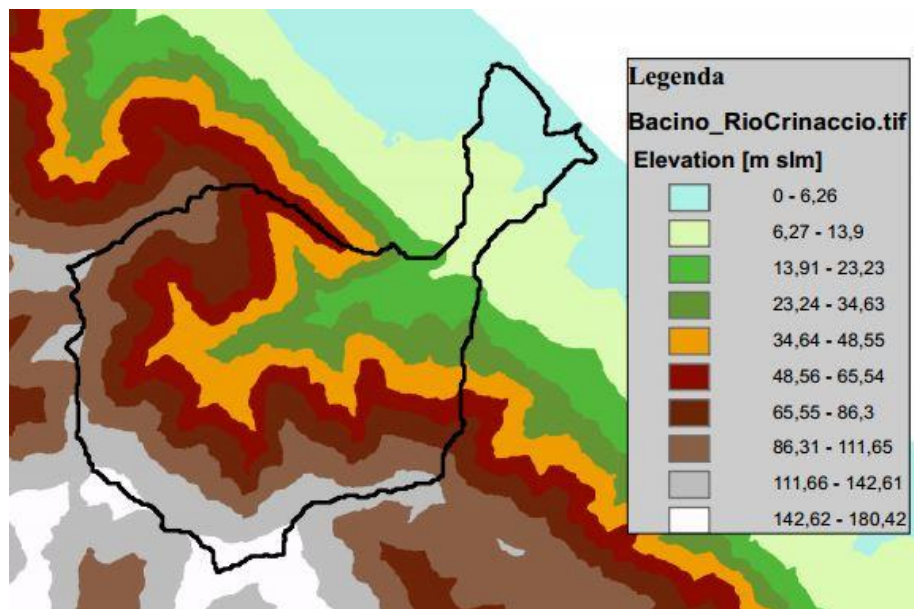 Legenda
Bacino_RioCrinaccio.tif
Elevation [m slm]
0 - 6,26
6,27 - 13,9
13,91 - 23,23
23,24 - 34,63
34,64 - 48,55
48,56 - 65,54
65,55 - 86,3
86,31 - 111,65
111,66 - 142,61
142,62 - 180,42